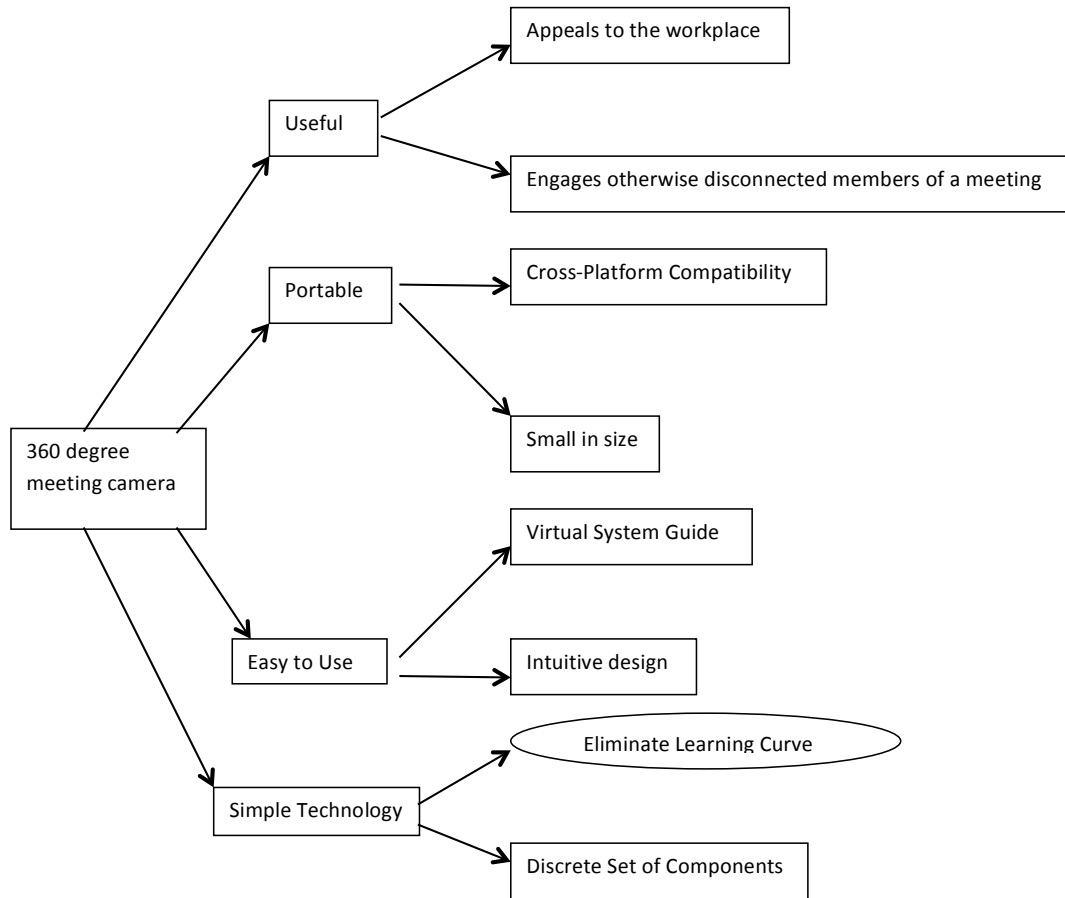 Appeals to the workplace
Useful
Engages otherwise disconnected members of a meeting
Cross-Platform Compatibility
Portable
Small in size
360 degree
meeting camera
Virtual System Guide
Easy to Use
Intuitive design
Eliminate Learning Curve
Simple Technology
Discrete Set of Components